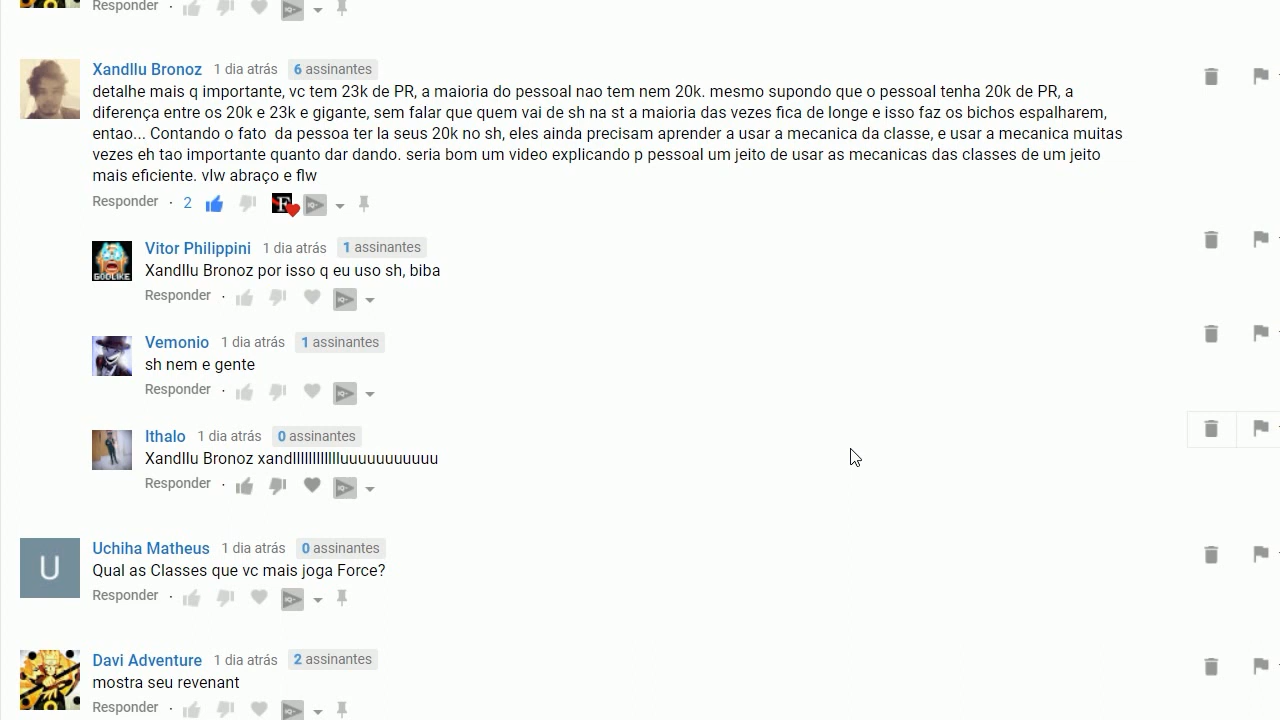 Responder ·
Xandllu Bronoz 1 dia atrás 6 assinantes
detalhe mais q importante, vc tem 23k de PR, a maioria do pessoal nao tem nem 20k. mesmo supondo que o pessoal tenha 20k de PR, a
diferença entre os 20k e 23k e gigante, sem falar que quem vai de sh na st a maioria das vezes fica de longe e isso faz os bichos espalharem,
entao... Contando o fato  da pessoa ter la seus 20k no sh, eles ainda precisam aprender a usar a mecanica da classe, e usar a mecanica muitas
vezes eh tao importante quanto dar dando. seria bom um video explicando p pessoal um jeito de usar as mecanicas das classes de um jeito
mais eficiente. vlw abraço e flw
Responder · 2
F
Vitor Philippini 1 dia atrás 1 assinantes
GODLIKE
Xandllu Bronoz por isso q eu uso sh, biba
Responder ·
Vemonio 1 dia atrás 1 assinantes
sh nem e gente
Responder ·
Ithalo 1 dia atrás 0 assinantes
Xandllu Bronoz xandlllllllllllluuuuuuuuuuu
Responder ·
U
Uchiha Matheus 1 dia atrás 0 assinantes
Qual as Classes que vc mais joga Force?
Responder ·
Davi Adventure 1 dia atrás 2 assinantes
mostra seu revenant
Responder ·